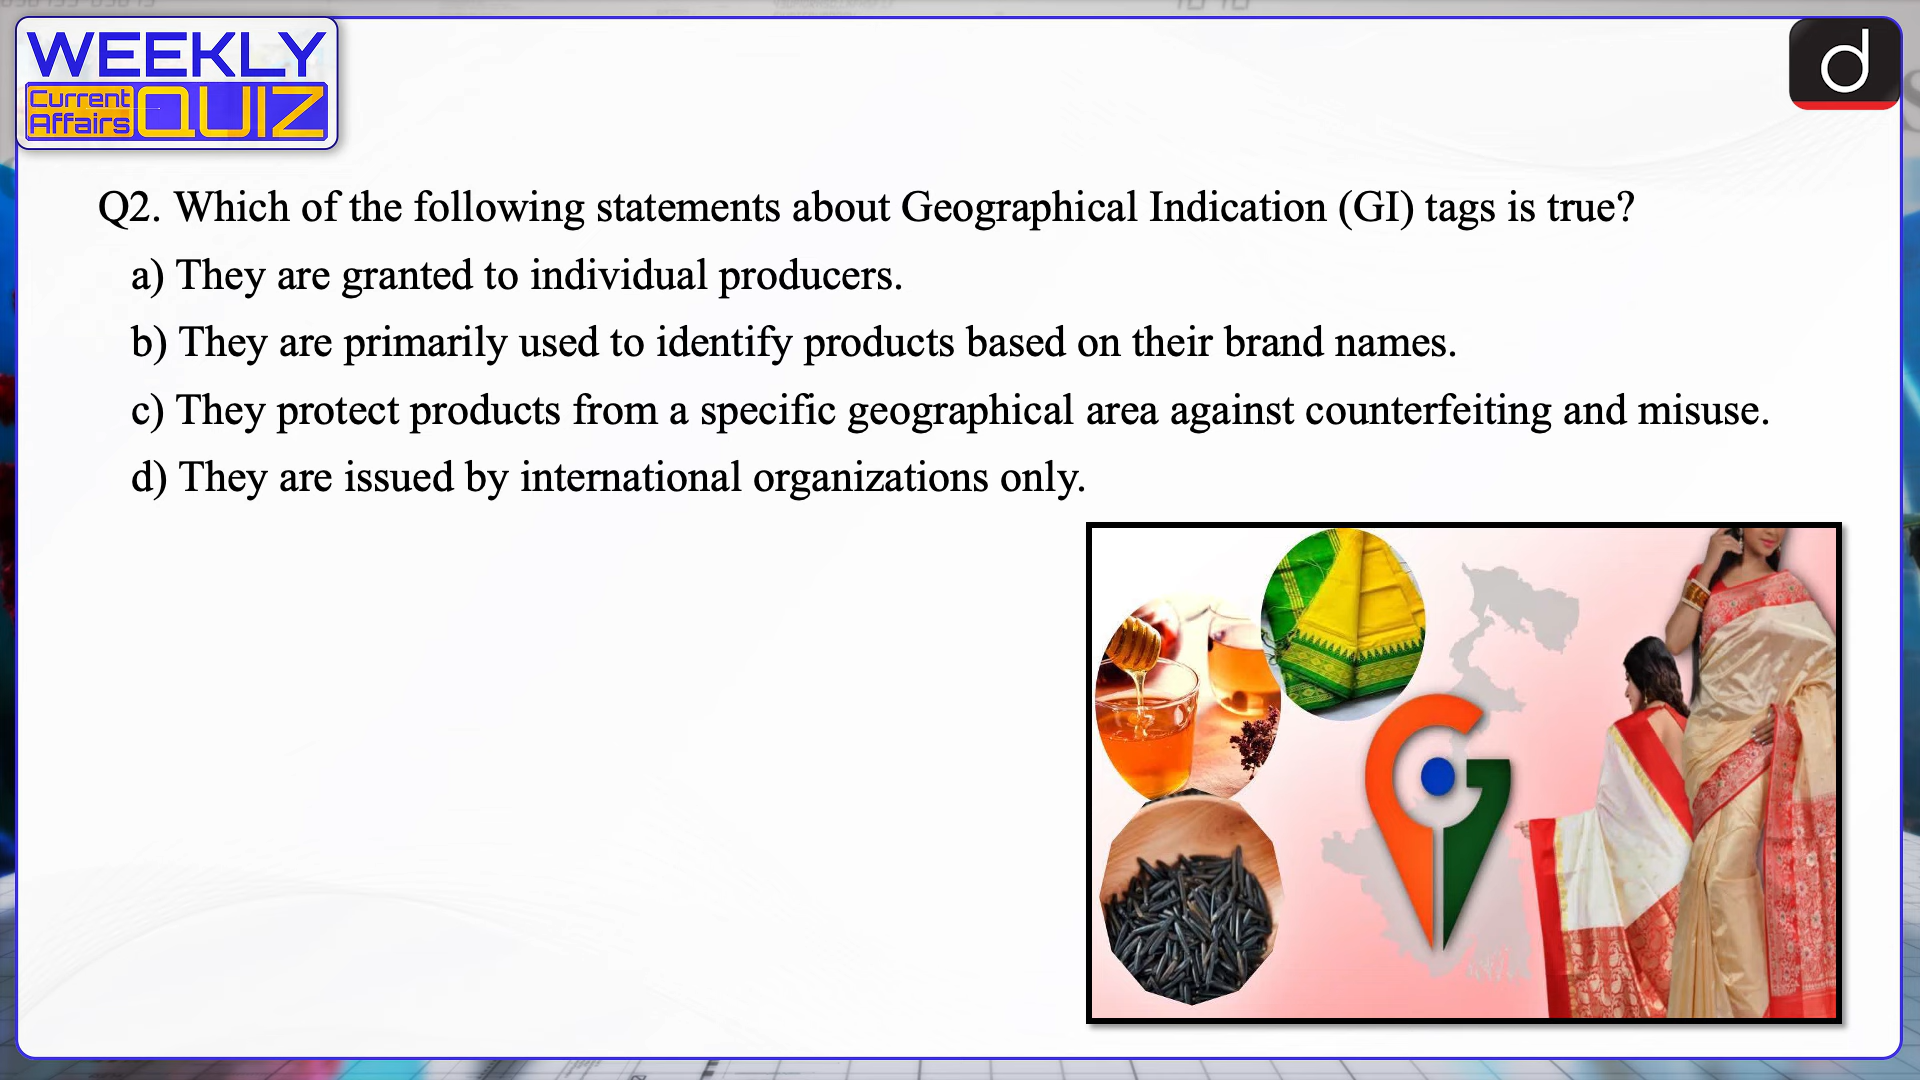 WEEKLY
Current
Affairs
QUIZ
d
Q2. Which of the following statements about Geographical Indication (GI) tags is true?
a) They are granted to individual producers.
b) They are primarily used to identify products based on their brand names.
c) They protect products from a specific geographical area against counterfeiting and misuse.
d) They are issued by international organizations only.
GI